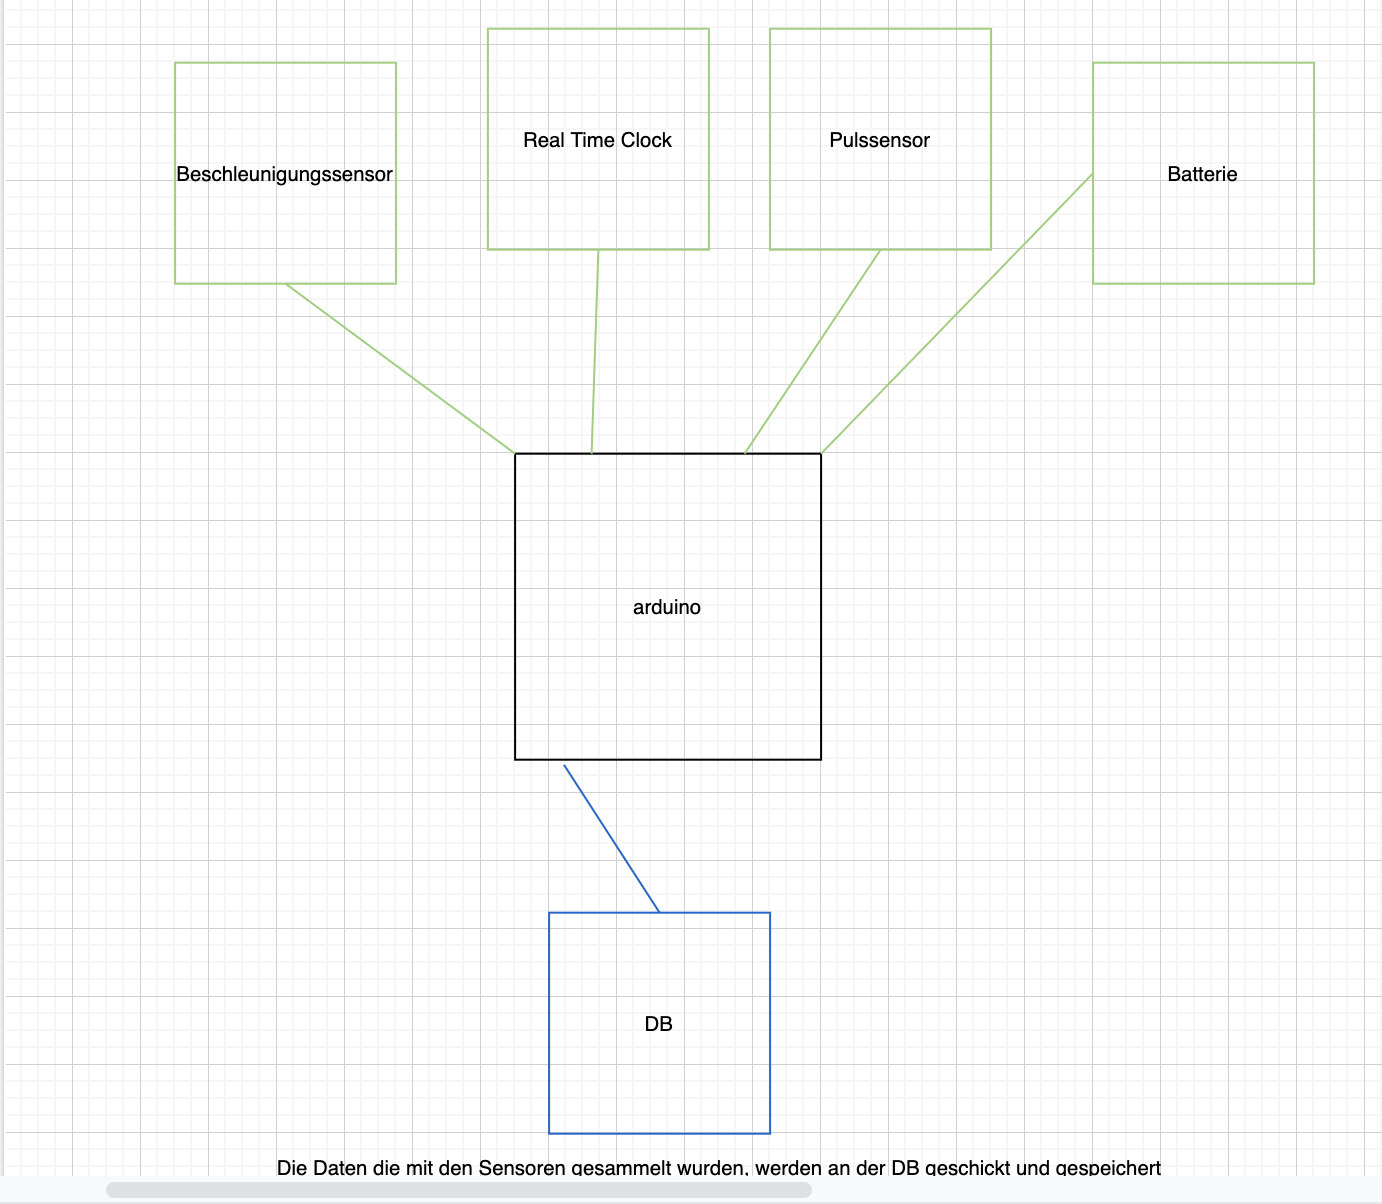 Real Time Clock
Pulssensor
Beschleunigungssensor
Batterie
arduino
DB
Die Daten die mit den Sensoren gesammelt wurden, werden an der DB geschickt und gespeichert